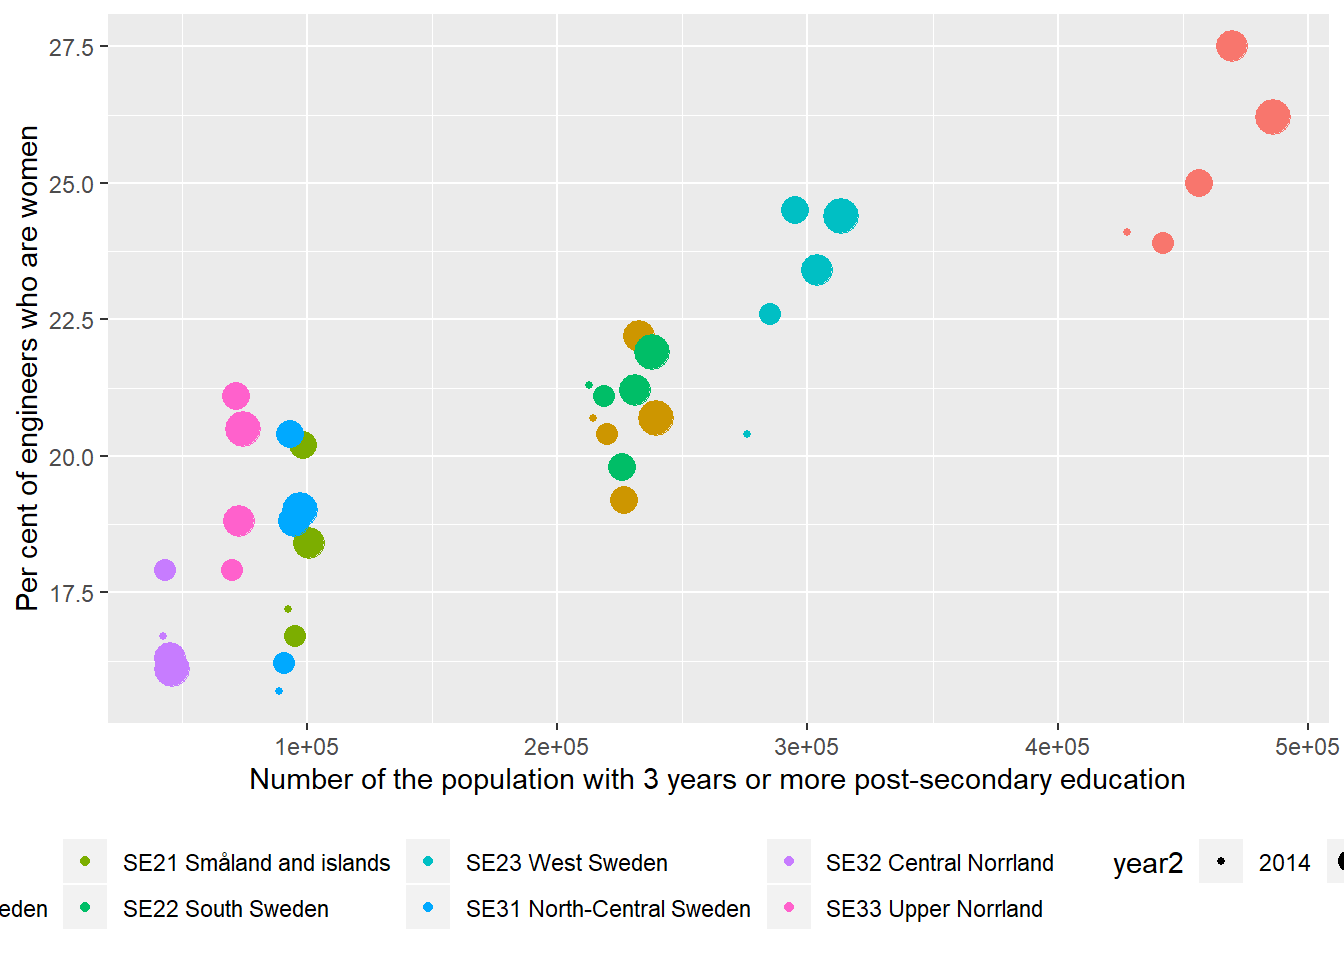 27.5
25.0
22.5
20.0
17.5
Per cent of engineers who are women
1e+05 2e+05 3e+05 4e+05 5e+05
Number of the population with 3 years or more post-secondary education
SE21 Småland and islands SE23 West Sweden SE32 Central Norrland year2 2014
eden SE22 South Sweden SE31 North-Central Sweden SE33 Upper Norrland